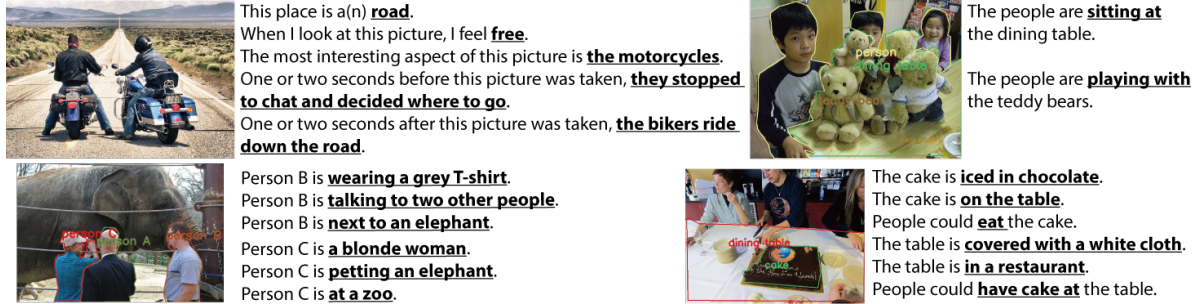 This place is a(n) road.
When I look at this picture, I feel free.
The most interesting aspect of this picture is the motorcycles.
One or two seconds before this picture was taken, they stopped
to chat and decided where to go.
One or two seconds after this picture was taken, the bikers ride
down the road.
person
dining table
teddy bear
The people are sitting at
the dining table.
The people are playing with
the teddy bears.
person C
person A
person B
Person B is wearing a grey T-shirt.
Person B is talking to two other people.
Person B is next to an elephant.
Person C is a blonde woman.
Person C is petting an elephant.
Person C is at a zoo.
dining table
cake
The cake is iced in chocolate.
The cake is on the table.
People could eat the cake.
The table is covered with a white cloth.
The table is in a restaurant.
People could have cake at the table.